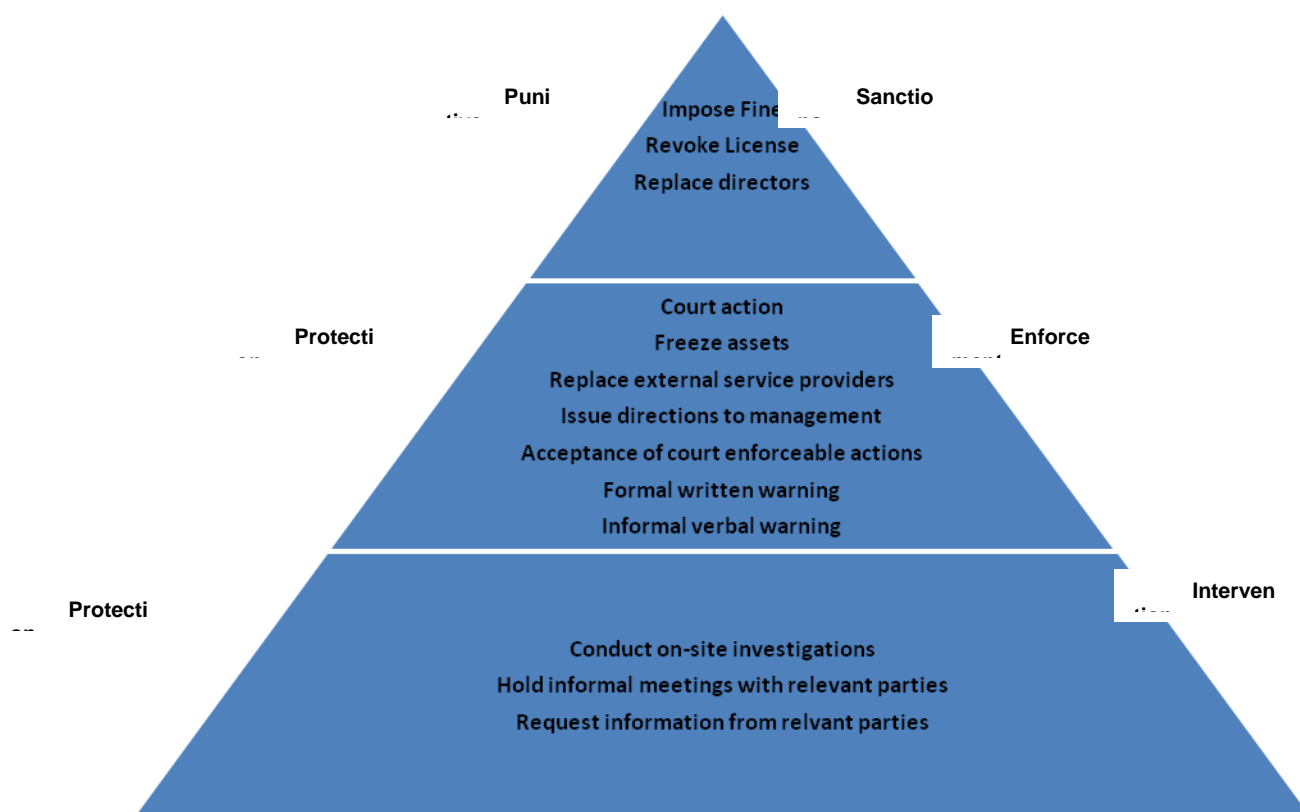 Puni
Sanctio
Impose Fine
Revoke License
Replace directors
Protecti
Enforce
Court action
Freeze assets
Replace external service providers
Issue directions to management
Acceptance of court enforceable actions
Formal written warning
Informal verbal warning
Protecti
Interven
Conduct on-site investigations
Hold informal meetings with relevant parties
Request information from relvant parties